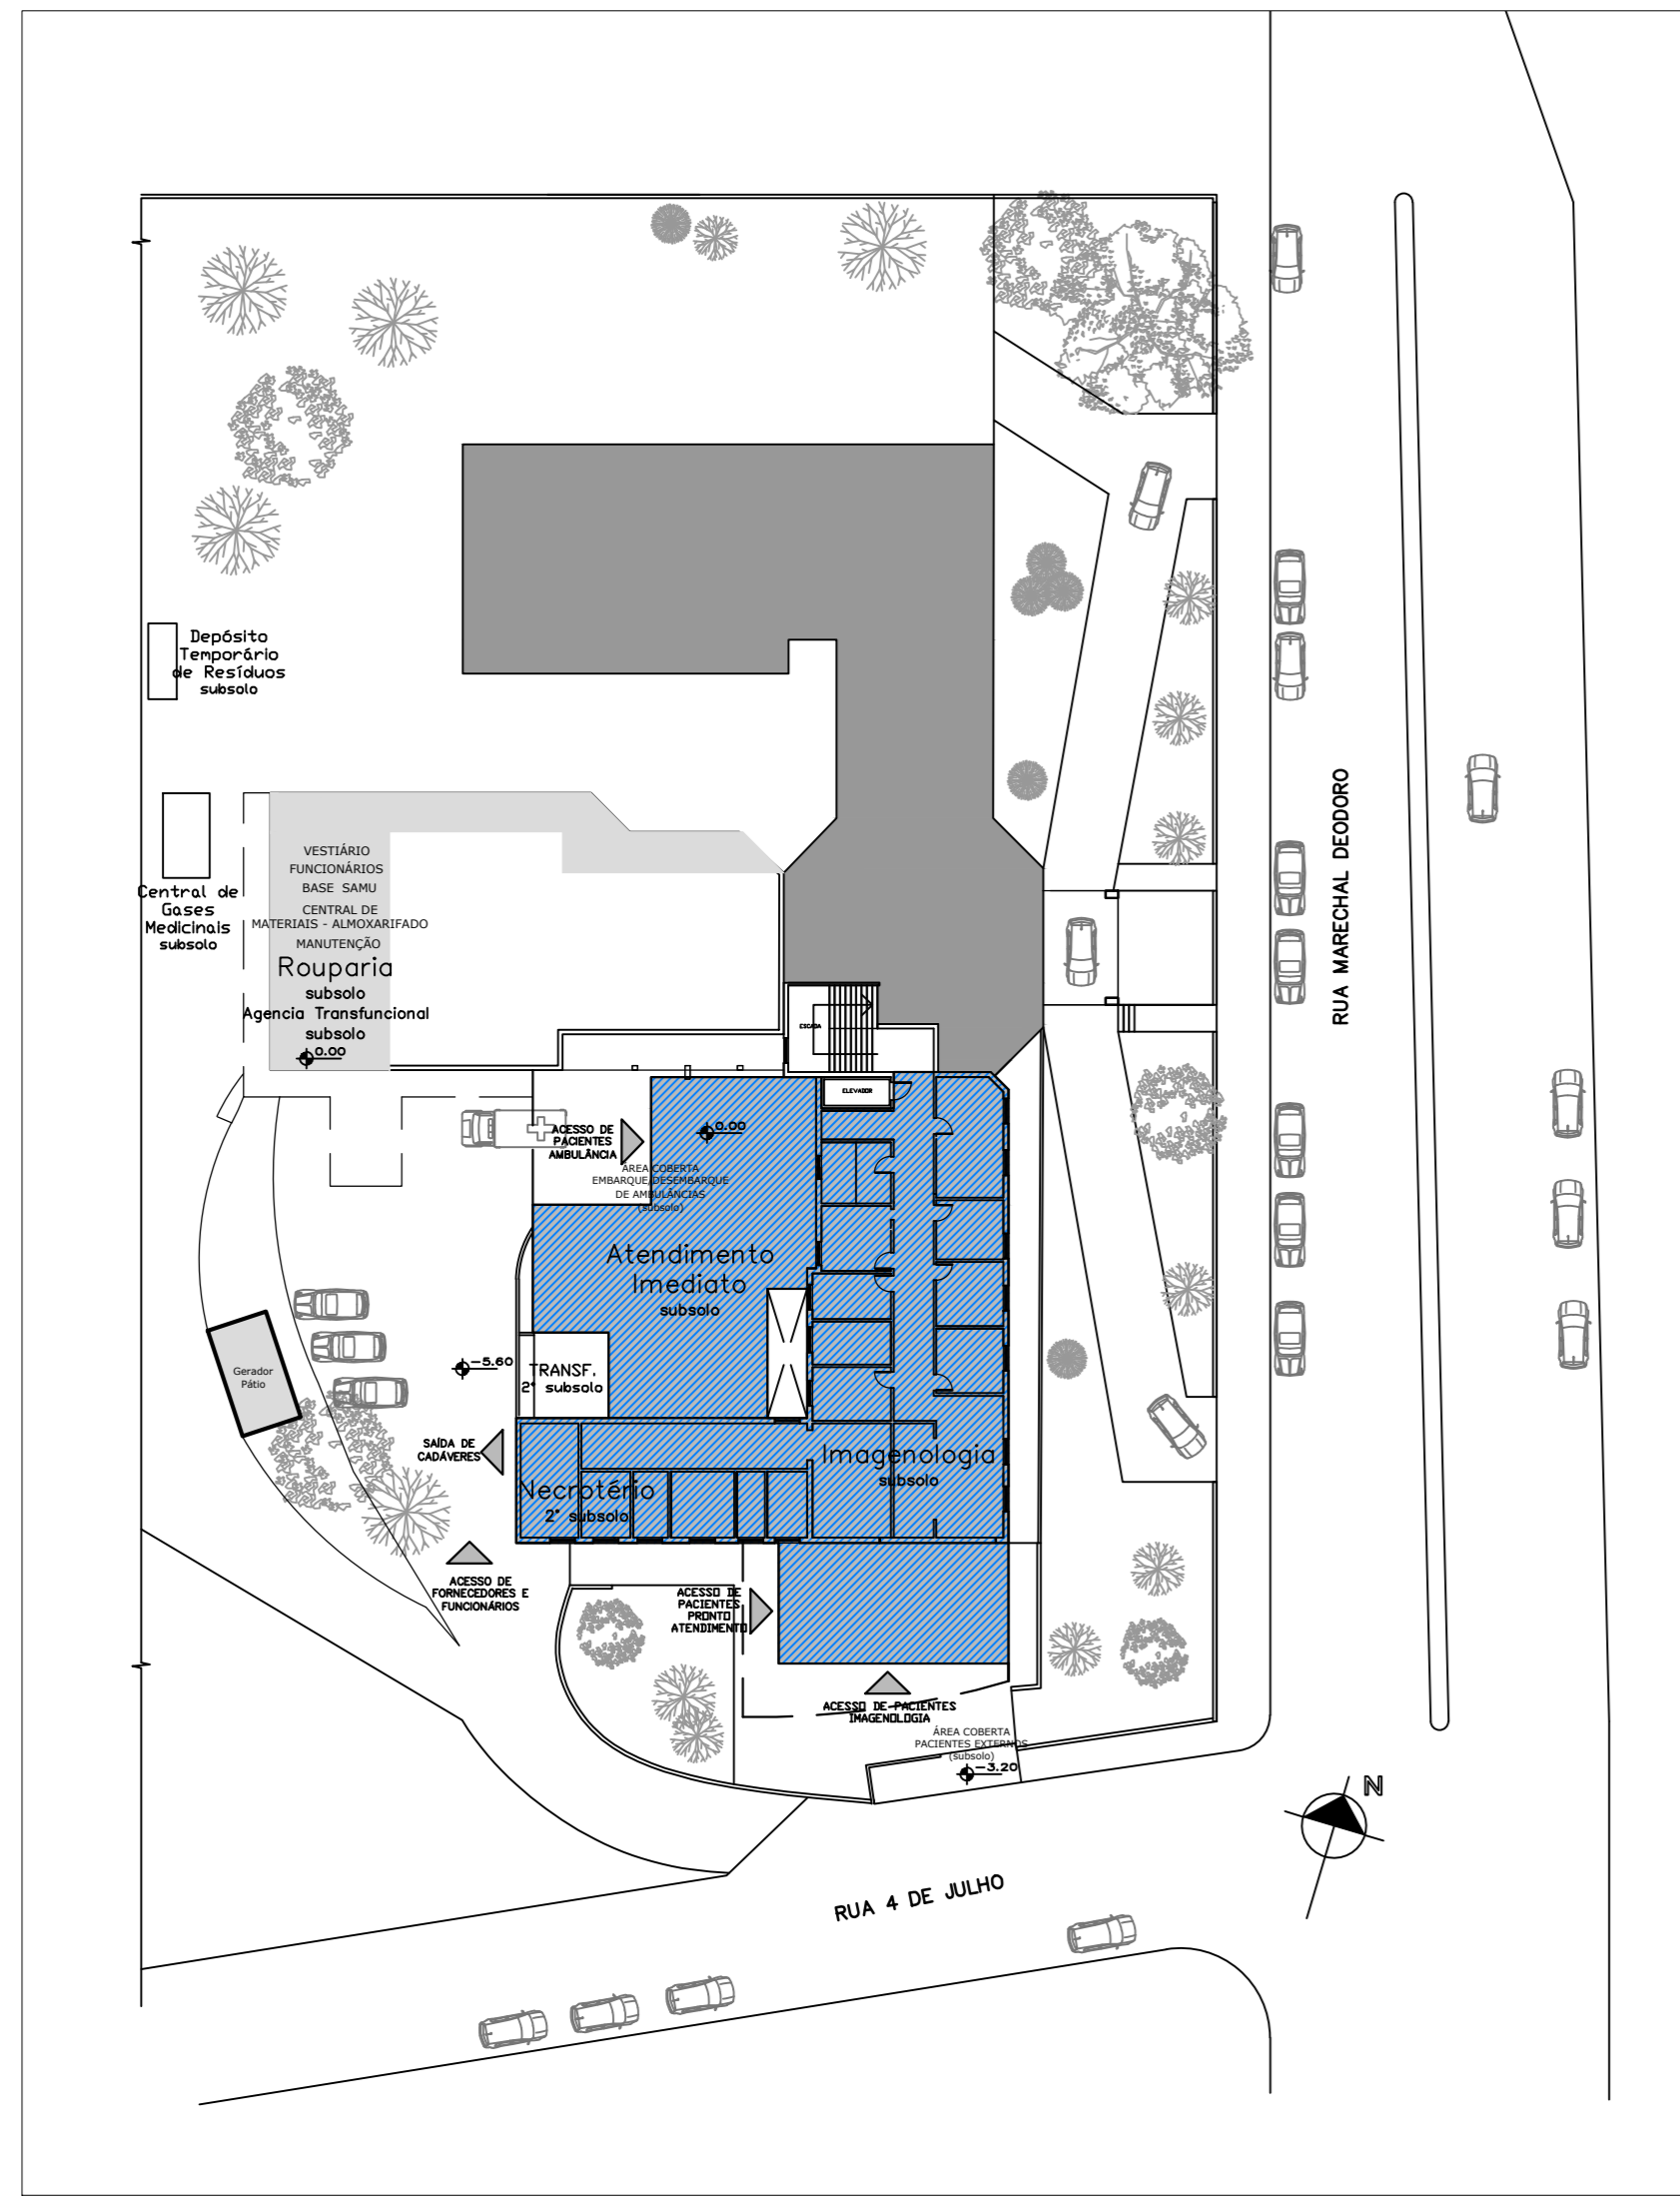 Depósito
Temporário
de Resíduos
subsolo
RUA MARECHAL DEODORO
Central de
Gases
Medicinais
subsolo
VESTIÁRIO
FUNCIONÁRIOS
BASE SAMU
CENTRAL DE
MATERIAIS - ALMOXARIFADO
MANUTENÇÃO
Rouparia
subsolo
Agencia Transfuncional
subsolo
0.00
ESCADA
ELEVADOR
ACESSO DE
PACIENTES
AMBULÂNCIA
0.00
ÁREA COBERTA
EMBARQUE/DESEMBARQUE
DE AMBULÂNCIAS
(subsolo)
Atendimento
Imediato
subsolo
Gerador
Pátio
-5.60
TRANSF.
2° subsolo
SAÍDA DE
CADÁVERES
Necrotério
2° subsolo
Imagenologia
subsolo
ACESSO DE
FORNECEDORES E
FUNCIONÁRIOS
ACESSO DE
PACIENTES
PRONTO
ATENDIMENTO
ACESSO DE PACIENTES
IMAGENOLOGIA
ÁREA COBERTA
PACIENTES EXTERNOS
(subsolo)
-3.20
N
RUA 4 DE JULHO